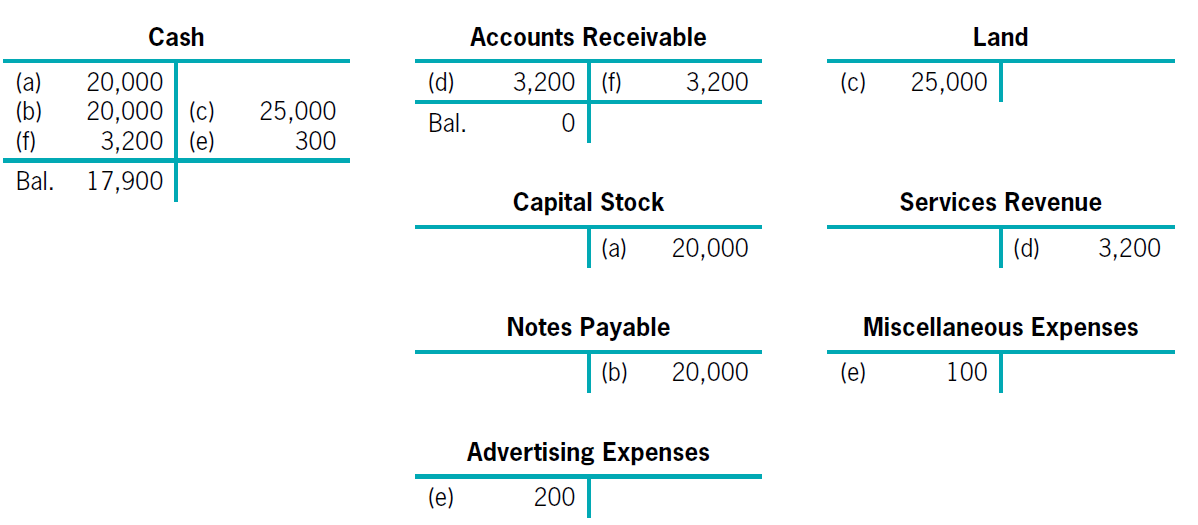 Cash
(a) 20,000
(b) 20,000 (c) 25,000
(f) 3,200 (e) 300
Bal. 17,900
Accounts Receivable
(d) 3,200 (f) 3,200
Bal. 0
Land
(c) 25,000
Capital Stock
(a) 20,000
Services Revenue
(d) 3,200
Notes Payable
(b) 20,000
Miscellaneous Expenses
(e) 100
Advertising Expenses
(e) 200